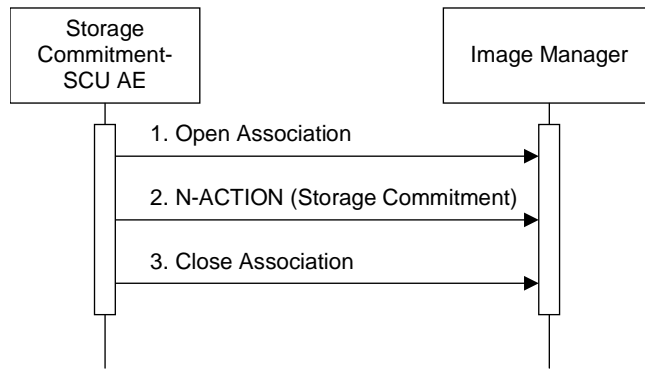 Storage
Commitment-
SCU AE
Image Manager
1. Open Association
2. N-ACTION (Storage Commitment)
3. Close Association